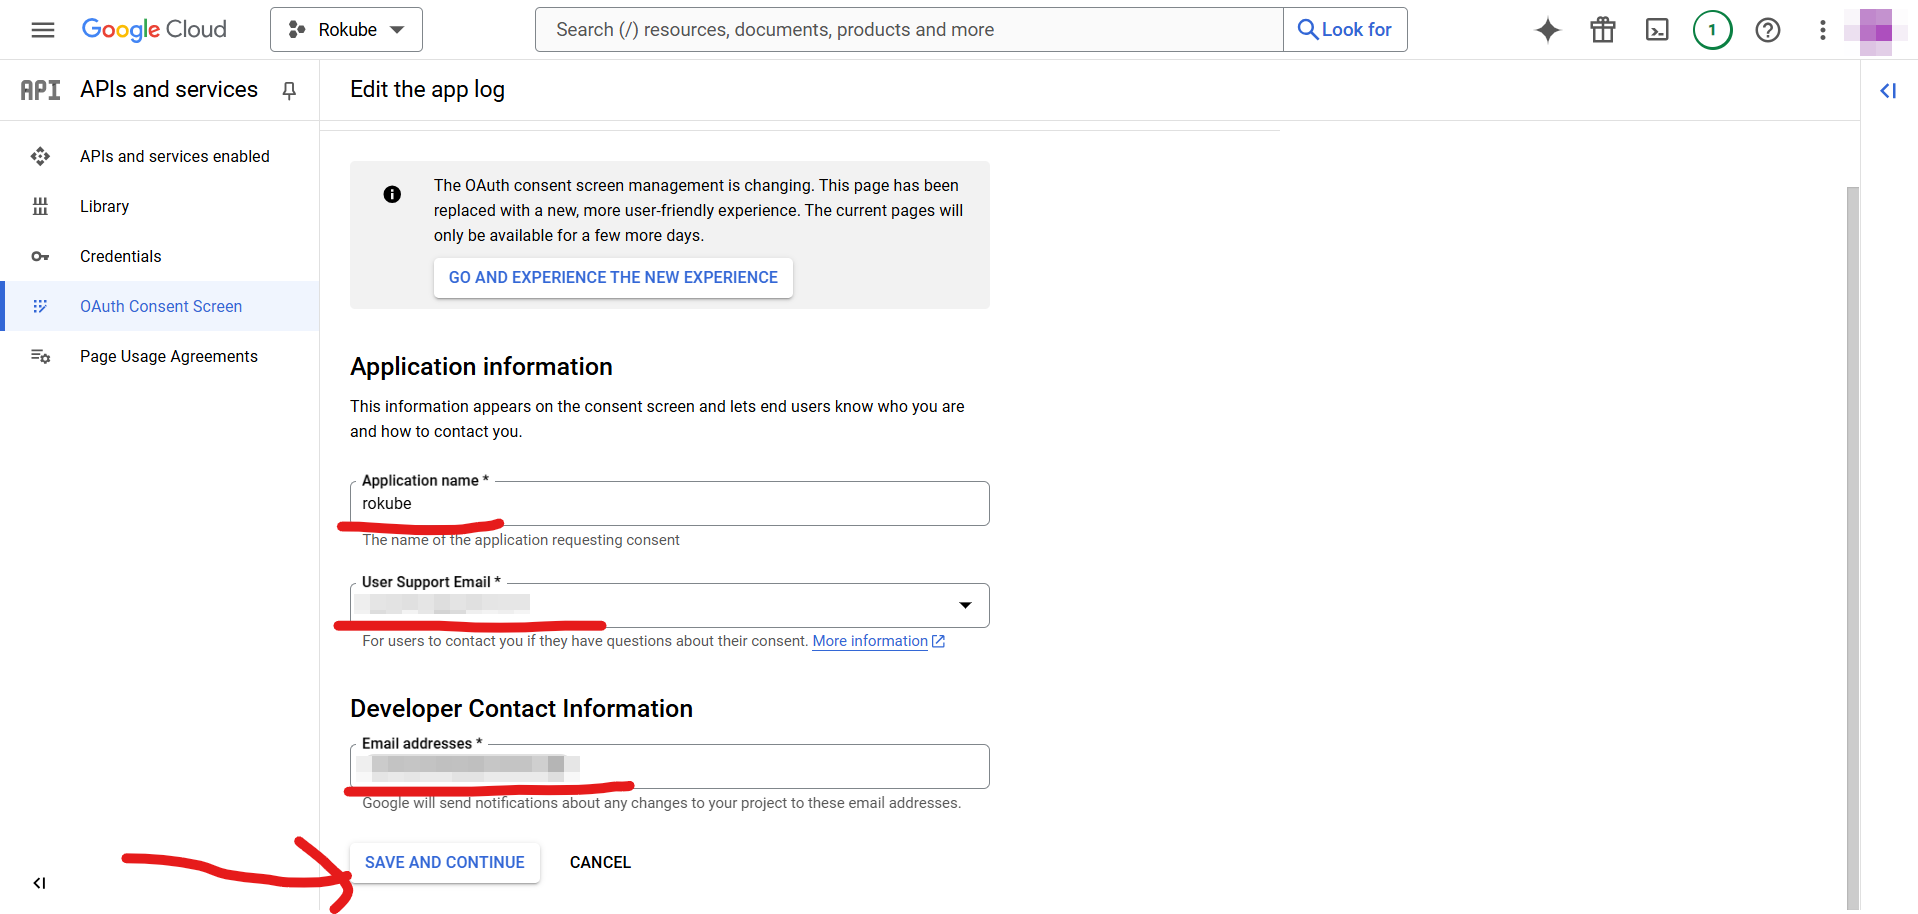 Google Cloud
Rokube
Search (/) resources, documents, products and more
Look for
1
API APIs and services
Edit the app log
APIs and services enabled
Library
Credentials
OAuth Consent Screen
Page Usage Agreements
The OAuth consent screen management is changing. This page has been
replaced with a new, more user-friendly experience. The current pages will
only be available for a few more days.
GO AND EXPERIENCE THE NEW EXPERIENCE
Application information
This information appears on the consent screen and lets end users know who you are
and how to contact you.
Application name *
rokube
The name of the application requesting consent
User Support Email *
For users to contact you if they have questions about their consent. More information
Developer Contact Information
Email addresses *
Google will send notifications about any changes to your project to these email addresses.
SAVE AND CONTINUE
CANCEL